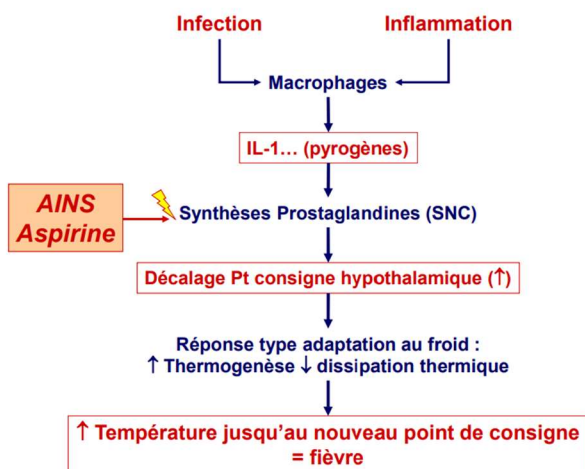 Infection
Inflammation
Macrophages
IL-1… (pyrogènes)
AINS
Aspirine
Synthèses Prostaglandines (SNC)
Décalage Pt consigne hypothalamique (↑)
Réponse type adaptation au froid :
↑ Thermogenèse ↓ dissipation thermique
↑ Température jusqu'au nouveau point de consigne
= fièvre